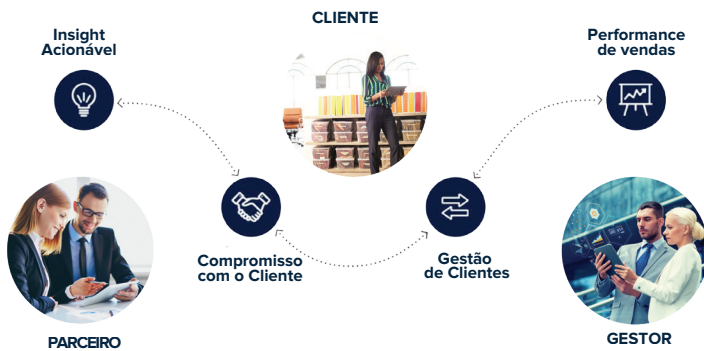 CLIENTE
Insight
Acionável
Performance
de vendas
Compromisso
com o Cliente
Gestão
de Clientes
PARCEIRO
GESTOR